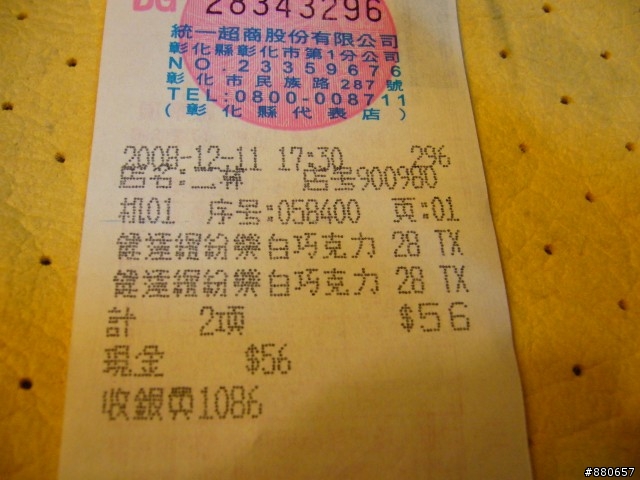 DG 28343296
統一超商股份有限公司
彰化縣彰化市第1分公司
NO.23359676
彰化市民族路287號
TEL:0800-008711
(彰化縣代表店)
2008-12-11 17:30 296
店名:二林 店号900980
机01 序号:058400 頁:01
健達繽紛樂白巧克力 28 TX
健達繽紛樂白巧克力 28 TX
計 2項 $56
現金 $56
收銀員1086
#880657